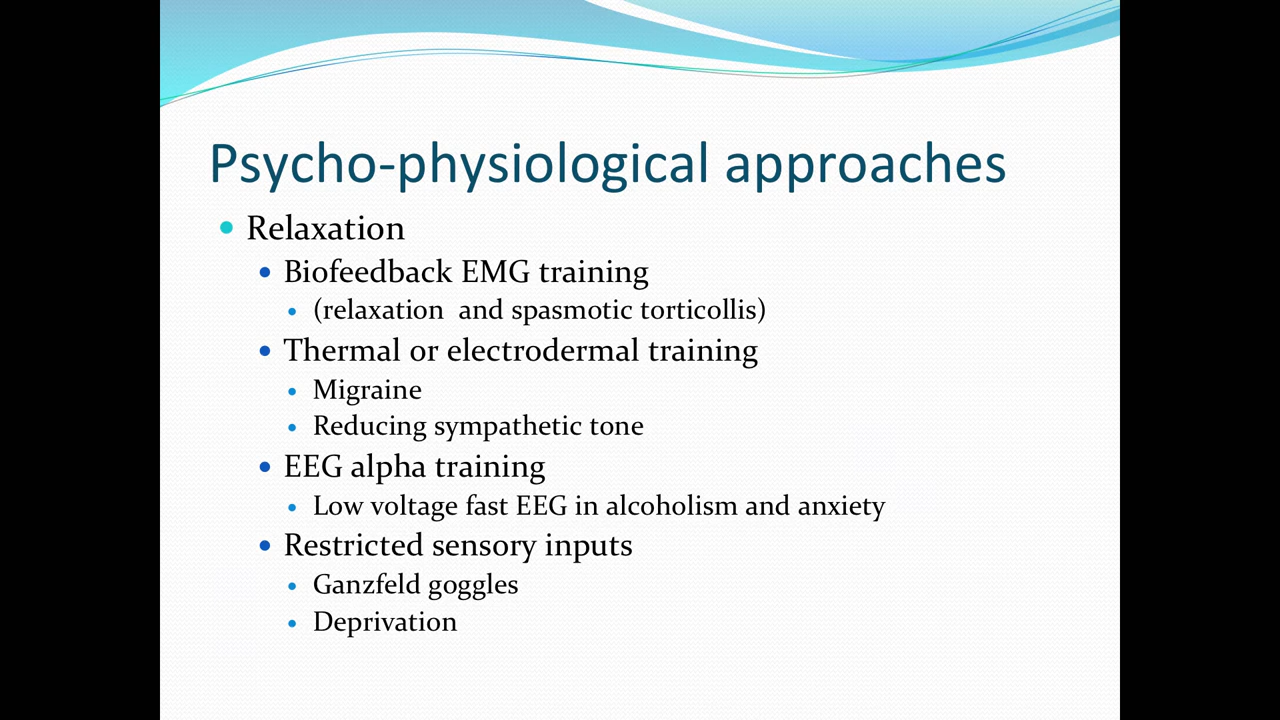 Psycho-physiological approaches
Relaxation
Biofeedback EMG training
(relaxation and spasmotic torticollis)
Thermal or electrodermal training
Migraine
Reducing sympathetic tone
EEG alpha training
Low voltage fast EEG in alcoholism and anxiety
Restricted sensory inputs
Ganzfeld goggles
Deprivation